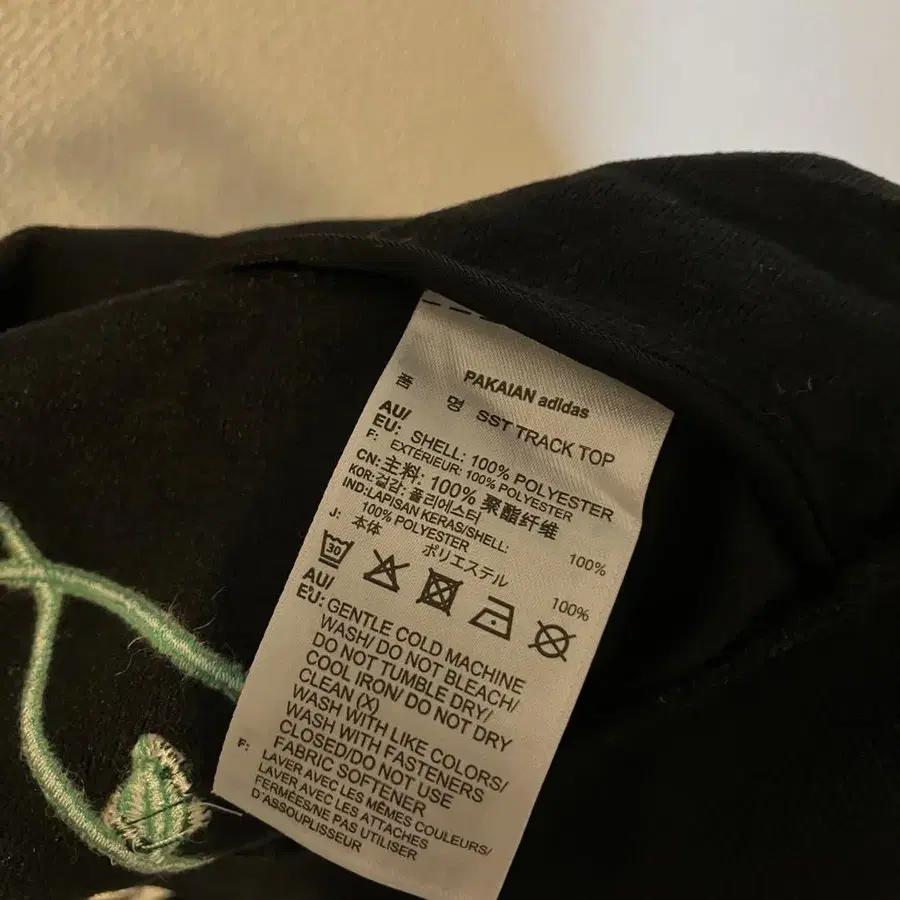 PAKAIAN adidas
품 명 SST TRACK TOP
AU/
EU: SHELL: 100% POLYESTER
F: EXTÉRIEUR: 100% POLYESTER
CN:主料: 100% 聚酯纤维
KOR:겉감: 폴리에스터 100%
IND:LAPISAN KERAS/SHELL:
100% POLYESTER
J: 本体 ポリエステル 100%
30
AU/
EU: GENTLE COLD MACHINE
WASH/ DO NOT BLEACH/
DO NOT TUMBLE DRY/
COOL IRON/ DO NOT DRY
CLEAN (X)
WASH WITH LIKE COLORS/
WASH WITH FASTENERS
CLOSED/DO NOT USE
FABRIC SOFTENER
F: LAVER AVEC LES MÊMES COULEURS/
LAVER AVEC LES ATTACHES
FERMÉES/NE PAS UTILISER
D'ASSOUPLISSEUR